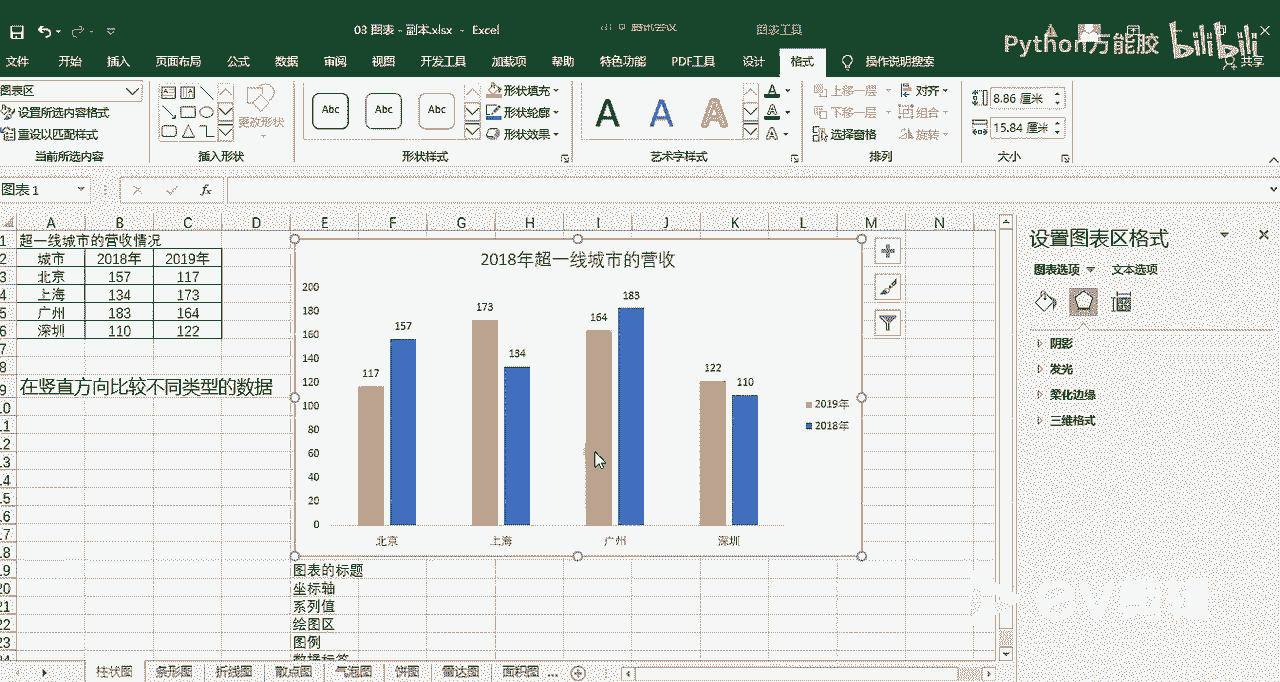 03 图表 - 副本.xlsx - Excel
腾讯会议
图表工具
Python万能胶 bilibili
文件 开始 插入 页面布局 公式 数据 审阅 视图 开发工具 加载项 帮助 特色功能 PDF工具 设计 格式 操作说明搜索 共享
图表区
设置所选内容格式
重设以匹配样式
当前所选内容
更改形状
插入形状
Abc Abc Abc
形状填充
形状轮廓
形状效果
形状样式
A A A
艺术字样式
上移一层 对齐
下移一层 组合
选择窗格 旋转
排列
8.86 厘米
15.84 厘米
大小
图表 1 fx
A B C D E F G H I J K L M N
1 超一线城市的营收情况
2 城市 2018年 2019年
3 北京 157 117
4 上海 134 173
5 广州 183 164
6 深圳 110 122
7
8
9 在竖直方向比较不同类型的数据
2018年超一线城市的营收
200
180
160
140
120
100
80
60
40
20
0
117 157
173 134
164 183
122 110
北京 上海 广州 深圳
2019年
2018年
图表的标题
坐标轴
系列值
绘图区
图例
数据标签
设置图表区格式
图表选项 文本选项
阴影
发光
柔化边缘
三维格式
柱状图 条形图 折线图 散点图 气泡图 饼图 雷达图 面积图 ...